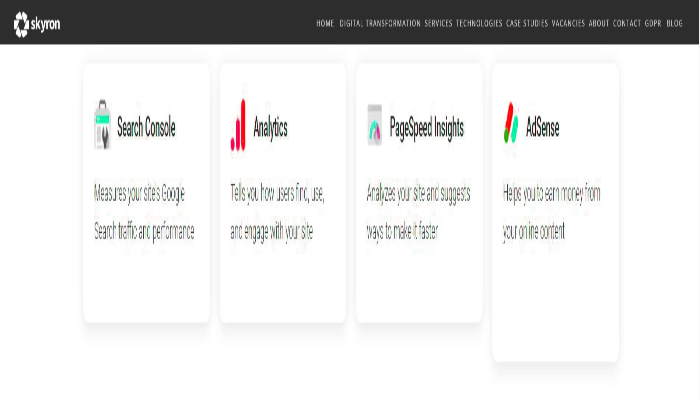 skyron
HOME DIGITAL TRANSFORMATION SERVICES TECHNOLOGIES CASE STUDIES VACANCIES ABOUT CONTACT GDPR BLOG
Search Console
Measures your site's Google
Search traffic and performance
Analytics
Tells you how users find, use,
and engage with your site
PageSpeed Insights
Analyzes your site and suggests
ways to make it faster
AdSense
Helps you to earn money from
your online content